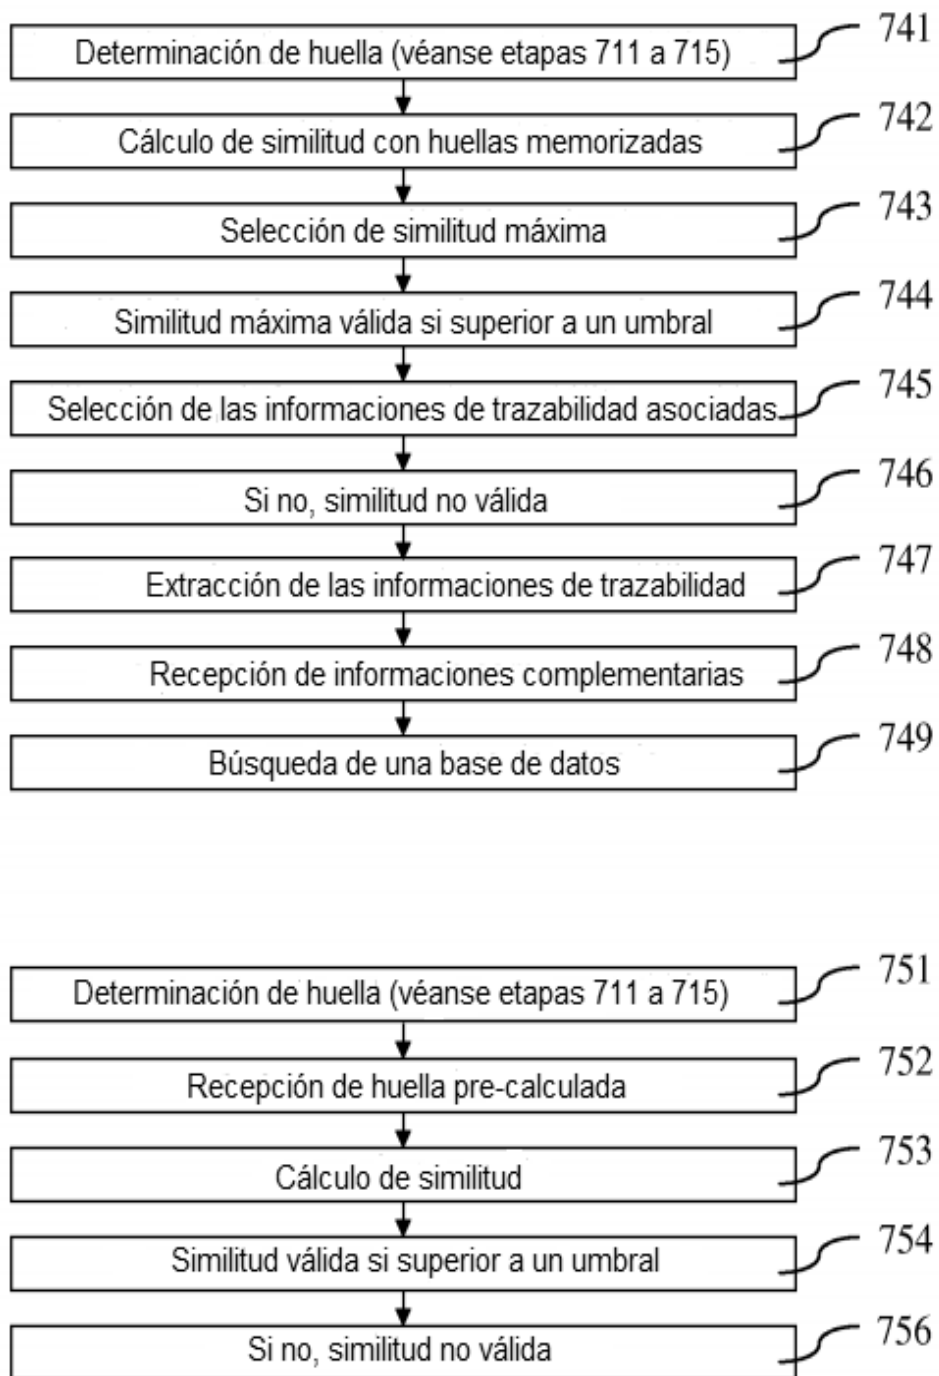 741
Determinación de huella (véanse etapas 711 a 715)
742
Cálculo de similitud con huellas memorizadas
743
Selección de similitud máxima
744
Similitud máxima válida si superior a un umbral
745
Selección de las informaciones de trazabilidad asociadas
746
Si no, similitud no válida
747
Extracción de las informaciones de trazabilidad
748
Recepción de informaciones complementarias
749
Búsqueda de una base de datos
751
Determinación de huella (véanse etapas 711 a 715)
752
Recepción de huella pre-calculada
753
Cálculo de similitud
754
Similitud válida si superior a un umbral
756
Si no, similitud no válida